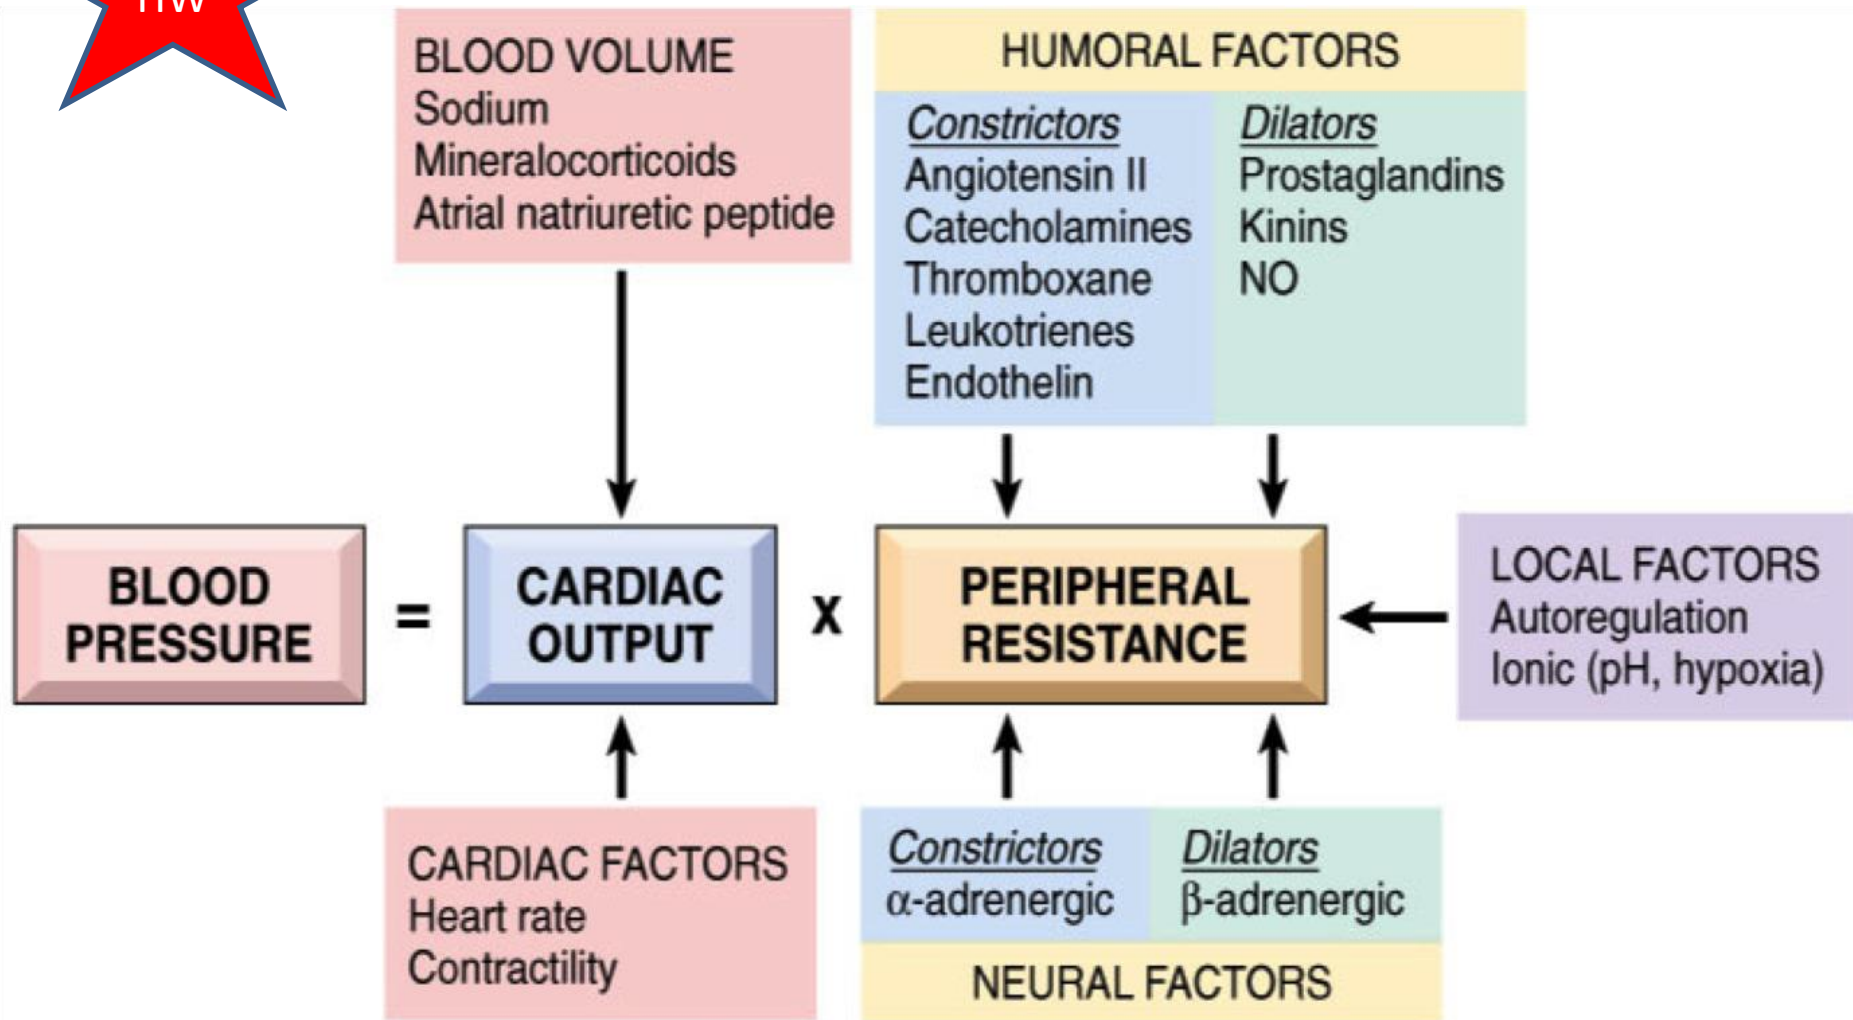 HW
BLOOD VOLUME
Sodium
Mineralocorticoids
Atrial natriuretic peptide
HUMORAL FACTORS
Constrictors
Angiotensin II
Catecholamines
Thromboxane
Leukotrienes
Endothelin
Dilators
Prostaglandins
Kinins
NO
BLOOD
PRESSURE
=
CARDIAC
OUTPUT
X
PERIPHERAL
RESISTANCE
LOCAL FACTORS
Autoregulation
Ionic (pH, hypoxia)
CARDIAC FACTORS
Heart rate
Contractility
Constrictors
α-adrenergic
Dilators
β-adrenergic
NEURAL FACTORS